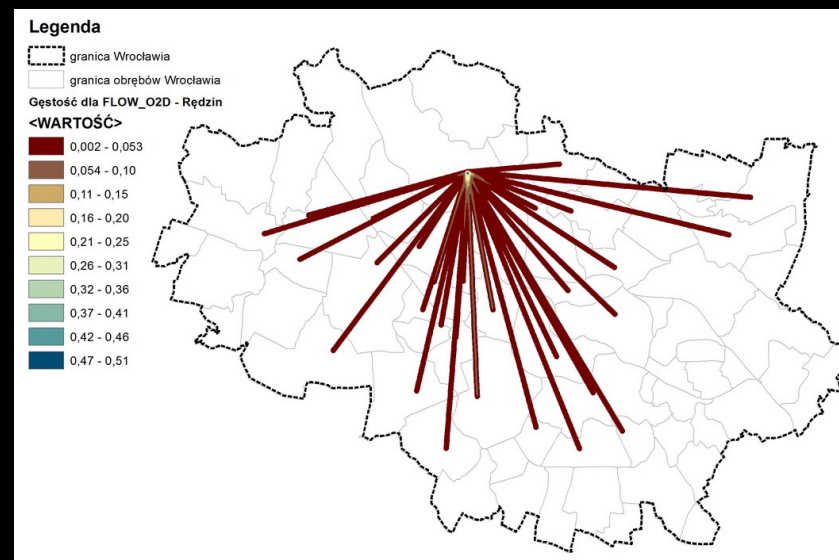 Legenda
granica Wrocławia
granica obrębów Wrocławia
Gęstość dla FLOW_O2D - Rędzin
<WARTOŚĆ>
0,002 - 0,053
0,054 - 0,10
0,11 - 0,15
0,16 - 0,20
0,21 - 0,25
0,26 - 0,31
0,32 - 0,36
0,37 - 0,41
0,42 - 0,46
0,47 - 0,51